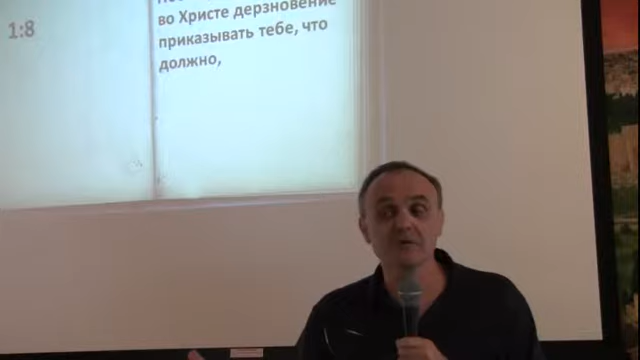 1:8
во Христе дерзновение
приказывать тебе, что
должно,